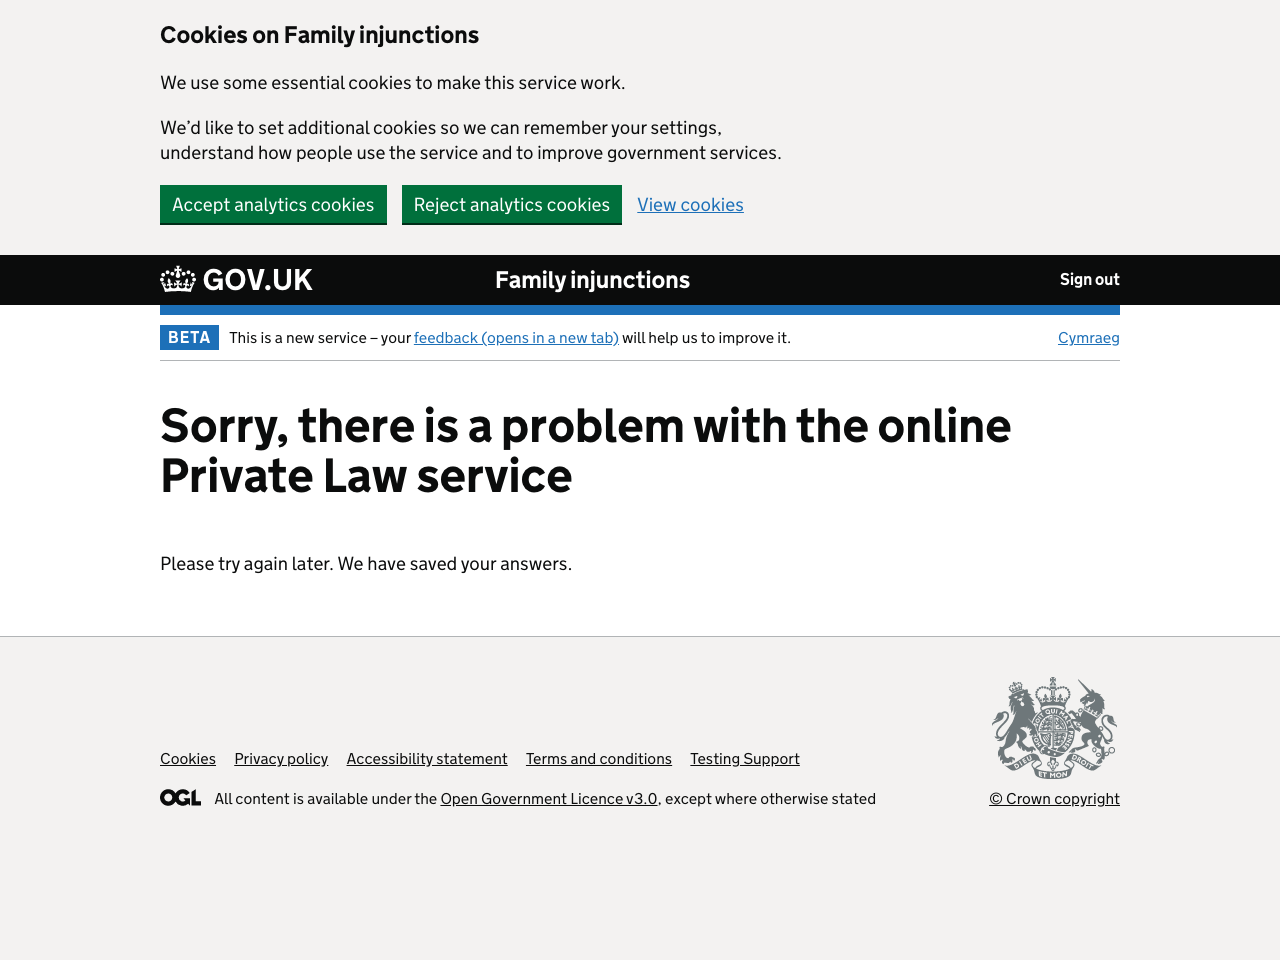 Cookies on Family injunctions
We use some essential cookies to make this service work.
We’d like to set additional cookies so we can remember your settings,
understand how people use the service and to improve government services.
Accept analytics cookies
Reject analytics cookies
View cookies
GOV.UK
Family injunctions
Sign out
BETA
This is a new service – your feedback (opens in a new tab) will help us to improve it.
Cymraeg
Sorry, there is a problem with the online
Private Law service
Please try again later. We have saved your answers.
Cookies
Privacy policy
Accessibility statement
Terms and conditions
Testing Support
OGL
All content is available under the Open Government Licence v3.0, except where otherwise stated
© Crown copyright